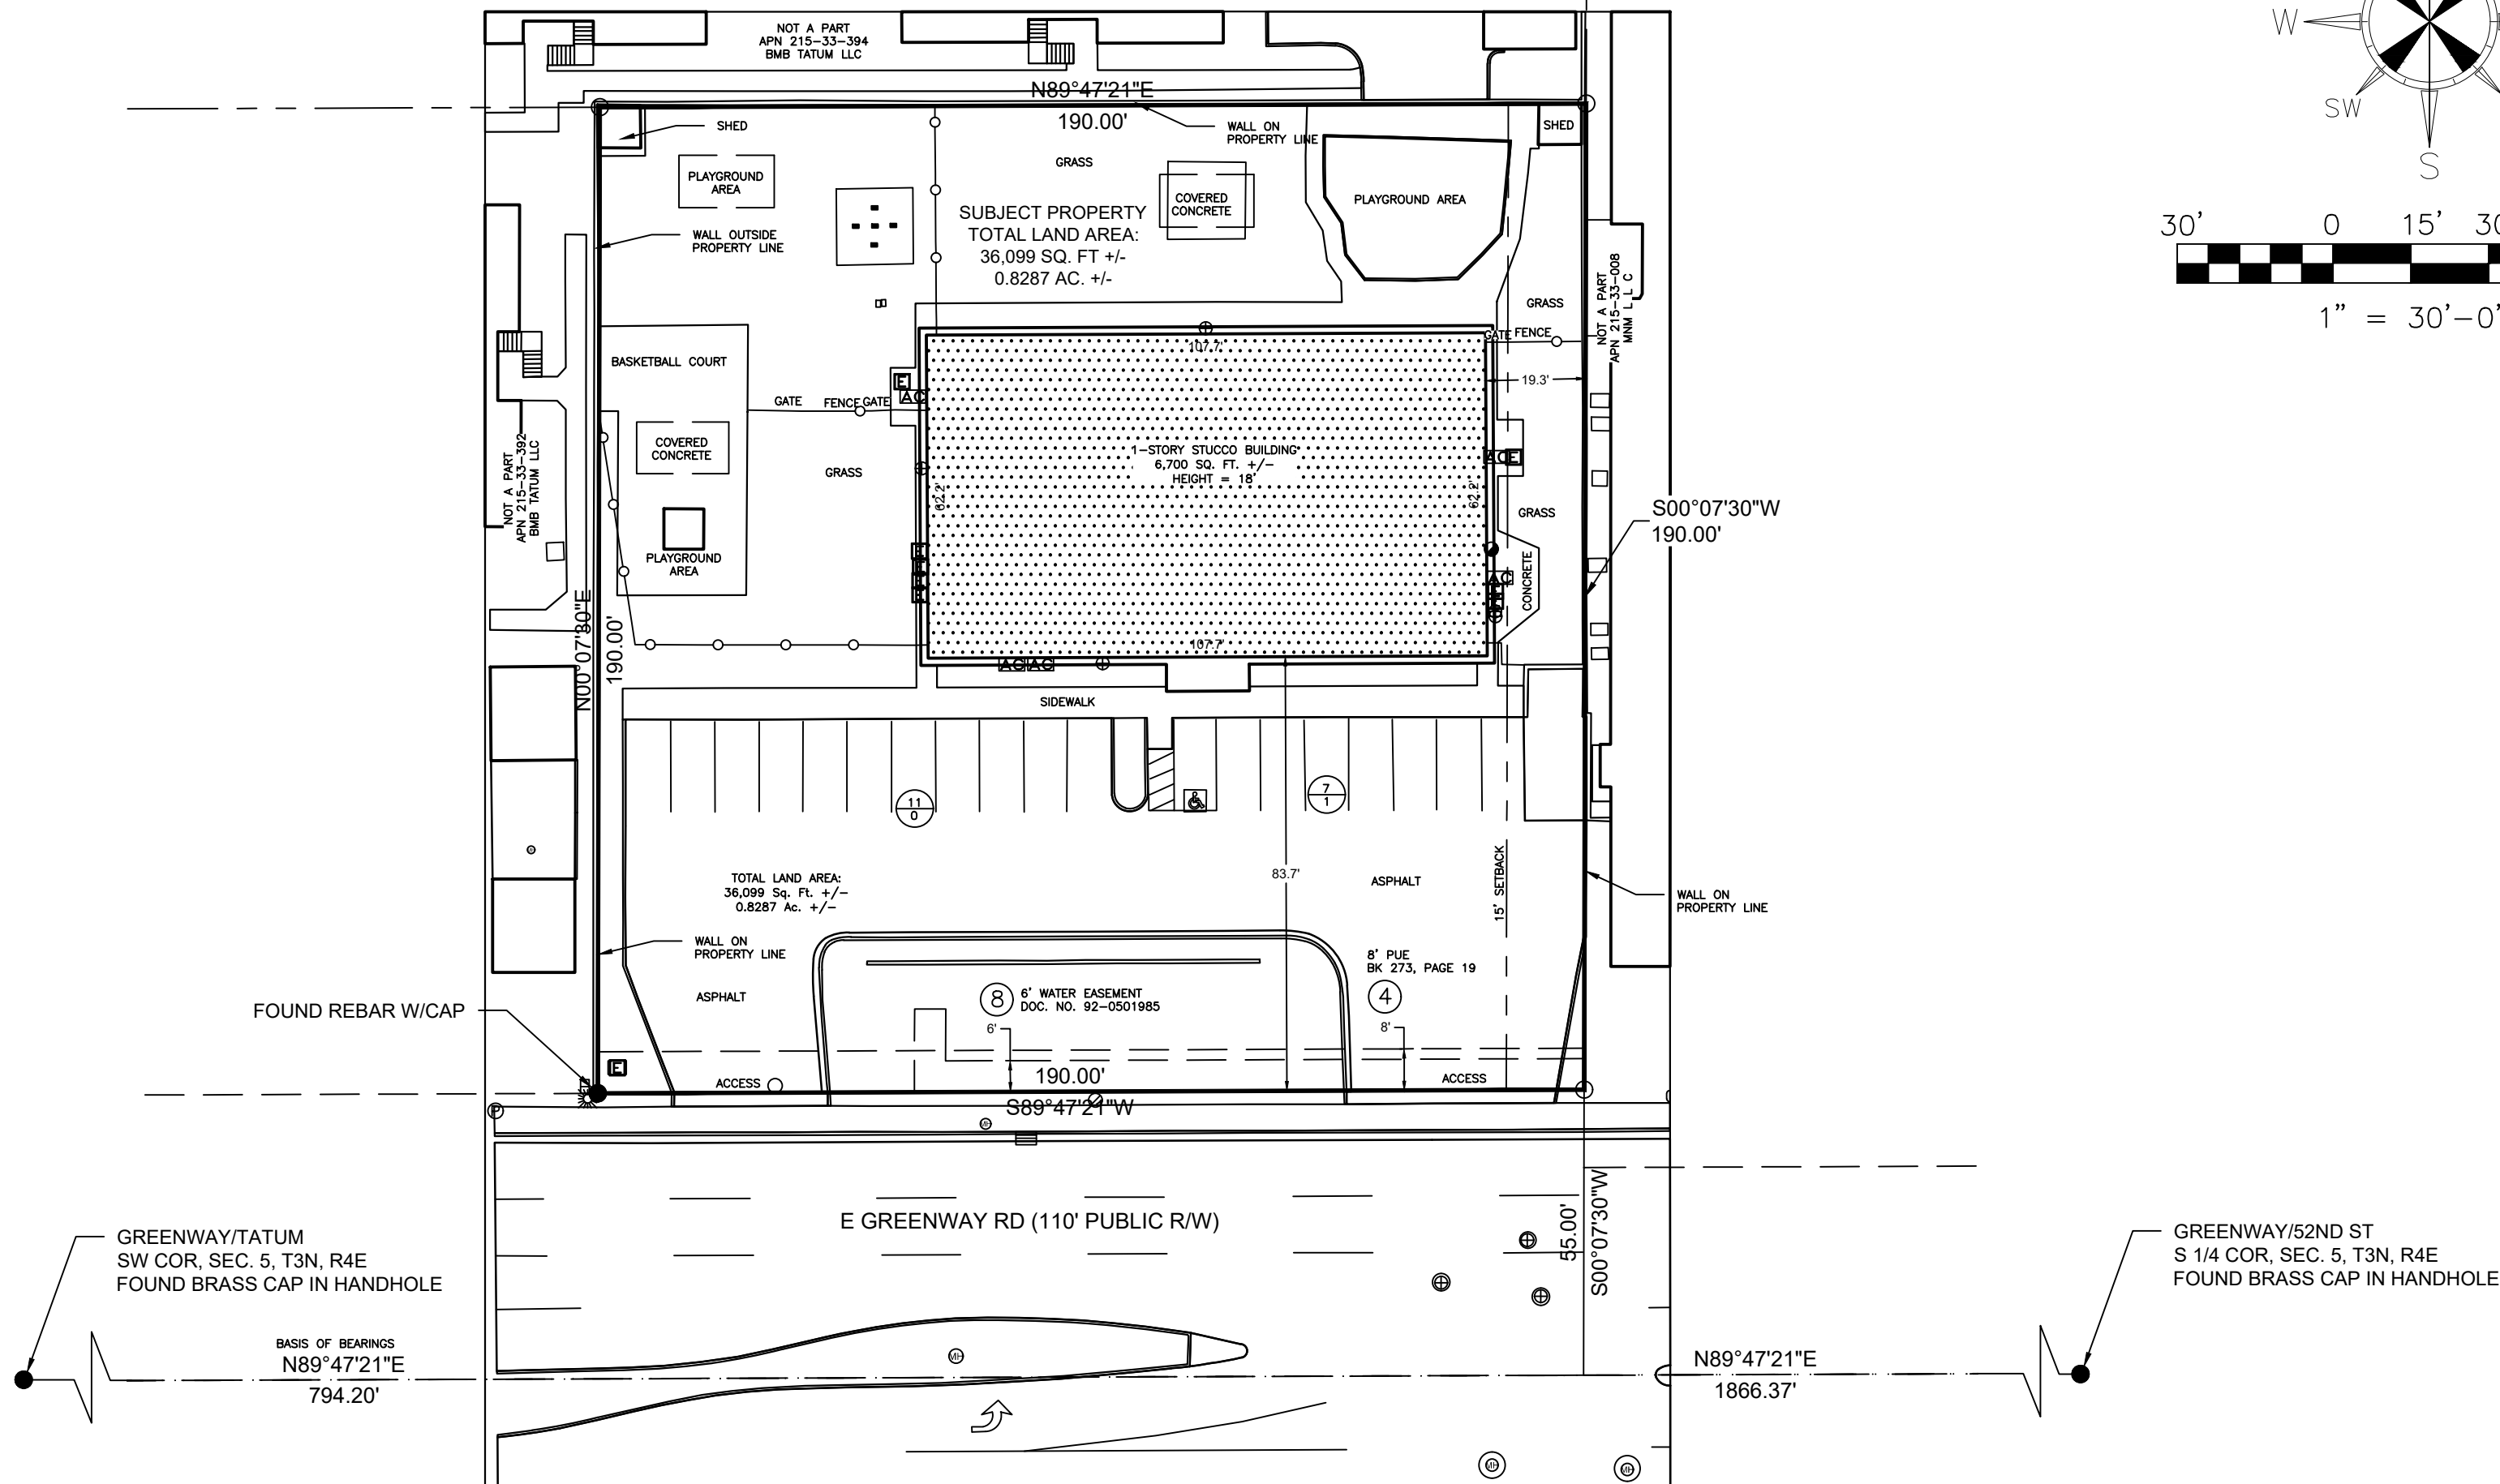 NOT A PART
APN 215-33-394
BMB TATUM LLC
W
SW
S
N89°47'21"E
190.00'
SHED
WALL ON
PROPERTY LINE
SHED
GRASS
PLAYGROUND
AREA
COVERED
CONCRETE
PLAYGROUND AREA
SUBJECT PROPERTY
TOTAL LAND AREA:
36,099 SQ. FT +/-
0.8287 AC. +/-
WALL OUTSIDE
PROPERTY LINE
30'
0
15'
1" = 30'-0"
NOT A PART
APN 215-33-008
MNM L L C
GRASS
GATE
FENCE
107.7'
19.3'
BASKETBALL COURT
E
AC
GATE
FENCE
GATE
COVERED
CONCRETE
GRASS
1-STORY STUCCO BUILDING
6,700 SQ. FT. +/-
HEIGHT = 18'
62.2'
62.2'
AC
E
NOT A PART
APN 215-33-392
BMB TATUM LLC
GRASS
S00°07'30"W
190.00'
PLAYGROUND
AREA
CONCRETE
AC
N00°07'30"E
190.00'
107.7'
AC
AC
SIDEWALK
11
0
7
1
83.7'
TOTAL LAND AREA:
36,099 Sq. Ft. +/-
0.8287 Ac. +/-
ASPHALT
15' SETBACK
WALL ON
PROPERTY LINE
WALL ON
PROPERTY LINE
8' PUE
BK 273, PAGE 19
4
8'
ASPHALT
8
6' WATER EASEMENT
DOC. NO. 92-0501985
6'
FOUND REBAR W/CAP
E
ACCESS
190.00'
S89°47'21"W
ACCESS
P
MH
E GREENWAY RD (110' PUBLIC R/W)
55.00'
S00°07'30"W
GREENWAY/TATUM
SW COR, SEC. 5, T3N, R4E
FOUND BRASS CAP IN HANDHOLE
GREENWAY/52ND ST
S 1/4 COR, SEC. 5, T3N, R4E
FOUND BRASS CAP IN HANDHOLE
BASIS OF BEARINGS
N89°47'21"E
794.20'
MH
N89°47'21"E
1866.37'
MH
MH